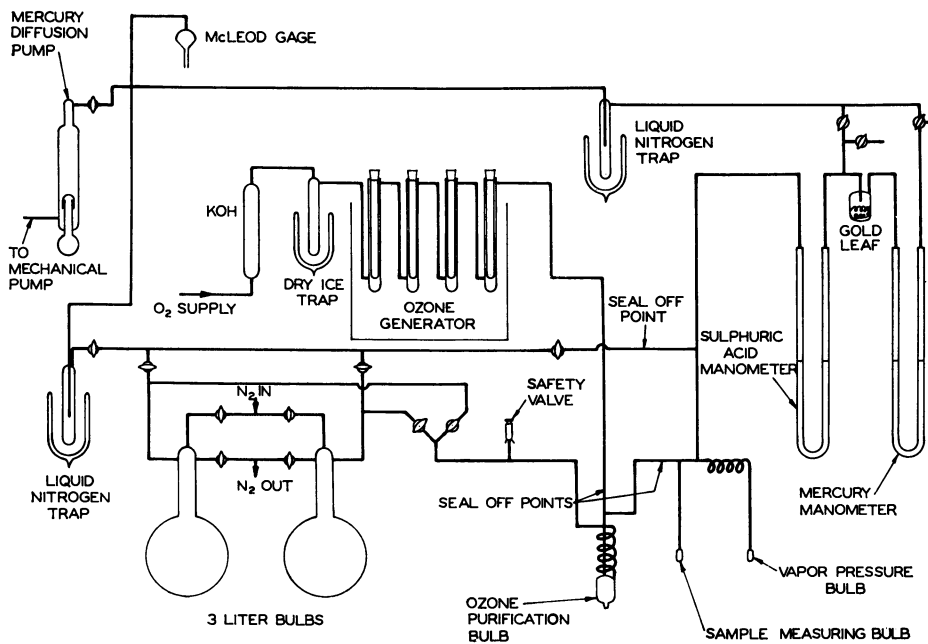 MERCURY
DIFFUSION
PUMP
McLEOD GAGE
LIQUID
NITROGEN
TRAP
KOH
GOLD
LEAF
TO
MECHANICAL
PUMP
DRY ICE
TRAP
O₂ SUPPLY
OZONE
GENERATOR
SEAL OFF
POINT
SULPHURIC
ACID
MANOMETER
SAFETY
VALVE
N₂ IN
N₂ OUT
LIQUID
NITROGEN
TRAP
SEAL OFF POINTS
MERCURY
MANOMETER
VAPOR PRESSURE
BULB
3 LITER BULBS
OZONE
PURIFICATION
BULB
SAMPLE MEASURING BULB